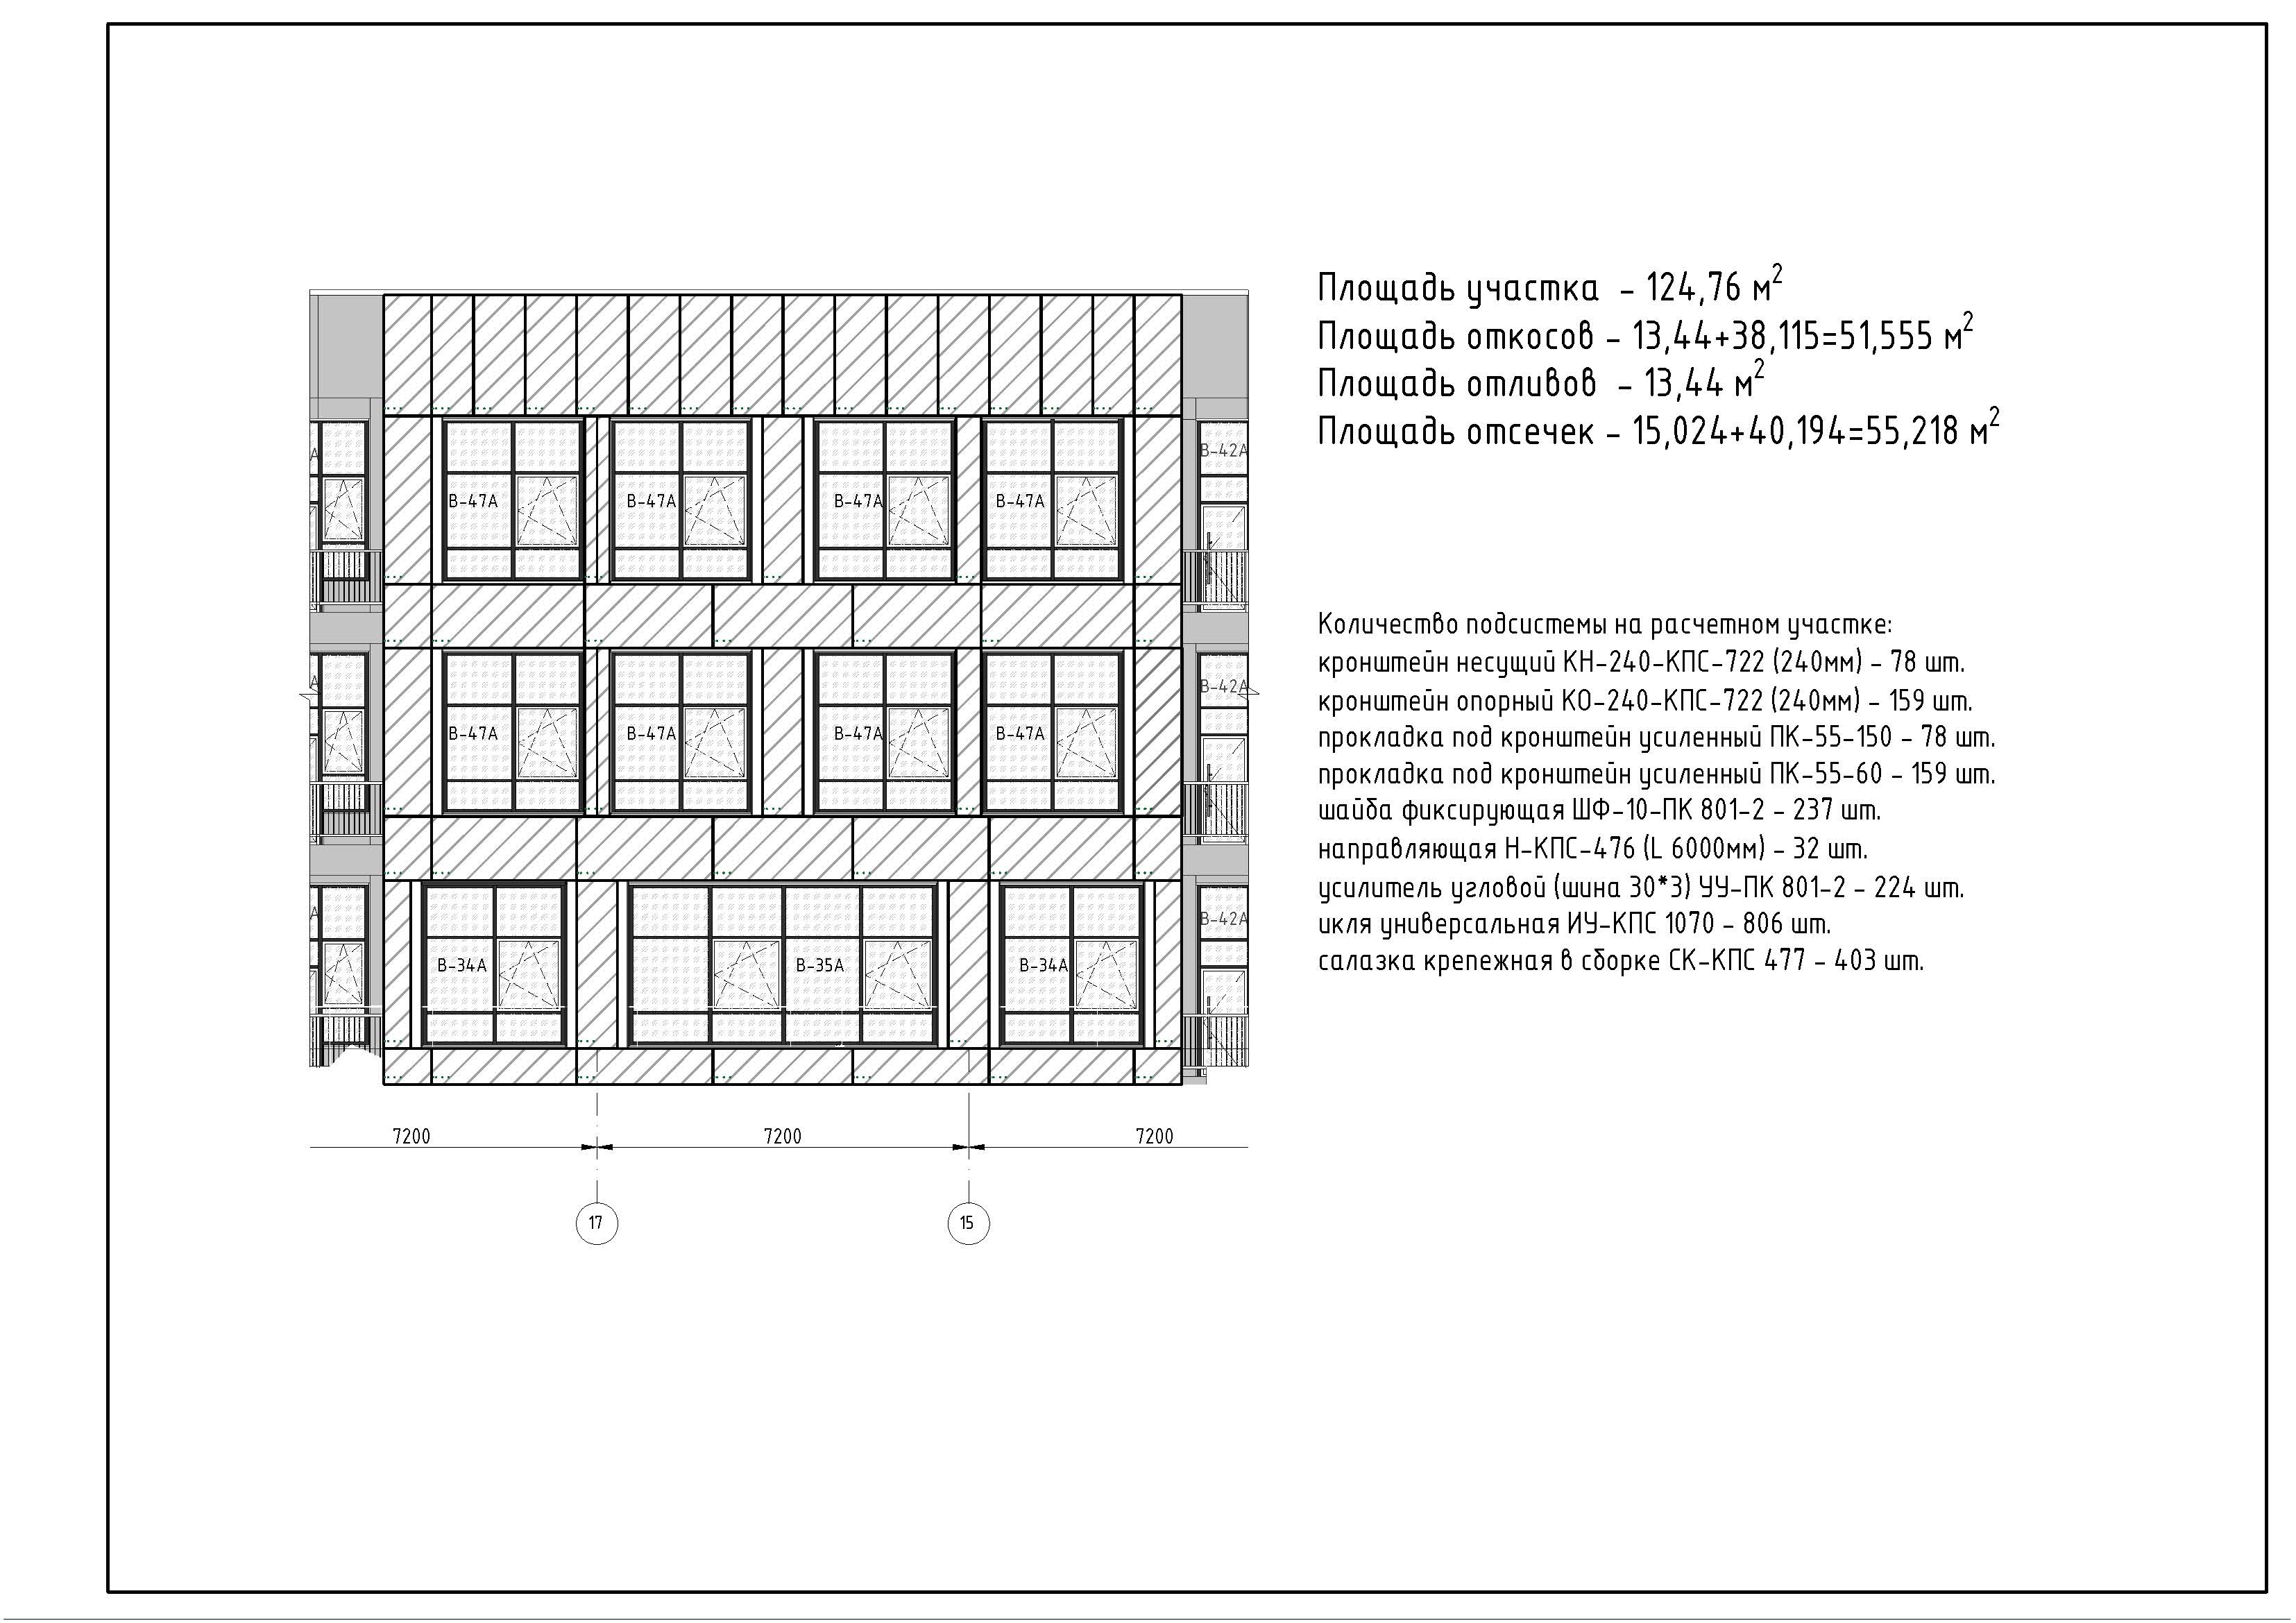 Площадь участка – 124,76 м²
Площадь откосов – 13,44+38,115=51,555 м²
Площадь отливов – 13,44 м²
Площадь отсечек – 15,024+40,194=55,218 м²
А В-47А В-47А В-47А В-47А В-42А
Количество подсистемы на расчетном участке:
кронштейн несущий КН-240-КПС-722 (240мм) – 78 шт.
кронштейн опорный КО-240-КПС-722 (240мм) – 159 шт.
прокладка под кронштейн усиленный ПК-55-150 – 78 шт.
прокладка под кронштейн усиленный ПК-55-60 – 159 шт.
шайба фиксирующая ШФ-10-ПК 801-2 – 237 шт.
направляющая Н-КПС-476 (L 6000мм) – 32 шт.
усилитель угловой (шина 30*3) УУ-ПК 801-2 – 224 шт.
икля универсальная ИУ-КПС 1070 – 806 шт.
салазка крепежная в сборке СК-КПС 477 – 403 шт.
А В-47А В-47А В-47А В-47А В-42А
А В-34А В-35А В-34А В-42А
7200 7200 7200
17 15